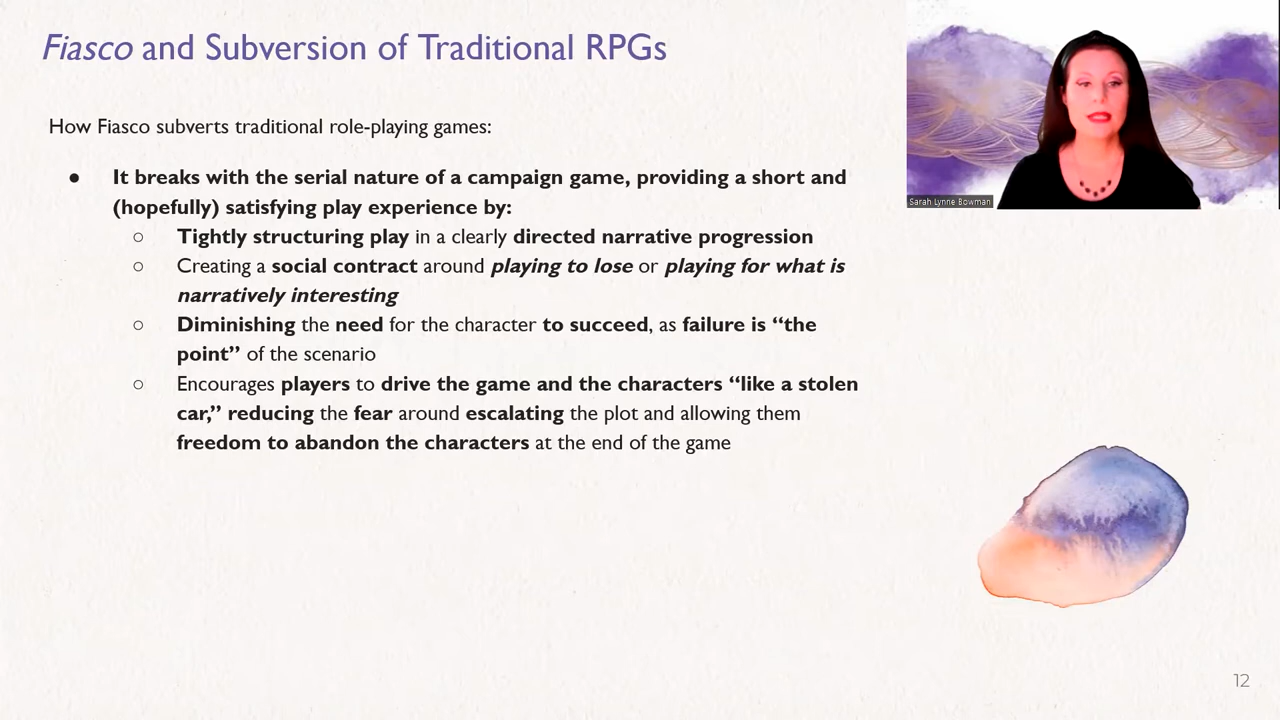 Fiasco and Subversion of Traditional RPGs
How Fiasco subverts traditional role-playing games:
● It breaks with the serial nature of a campaign game, providing a short and
(hopefully) satisfying play experience by:
○ Tightly structuring play in a clearly directed narrative progression
○ Creating a social contract around playing to lose or playing for what is
narratively interesting
○ Diminishing the need for the character to succeed, as failure is “the
point” of the scenario
○ Encourages players to drive the game and the characters “like a stolen
car,” reducing the fear around escalating the plot and allowing them
freedom to abandon the characters at the end of the game
Sarah Lynne Bowman
12